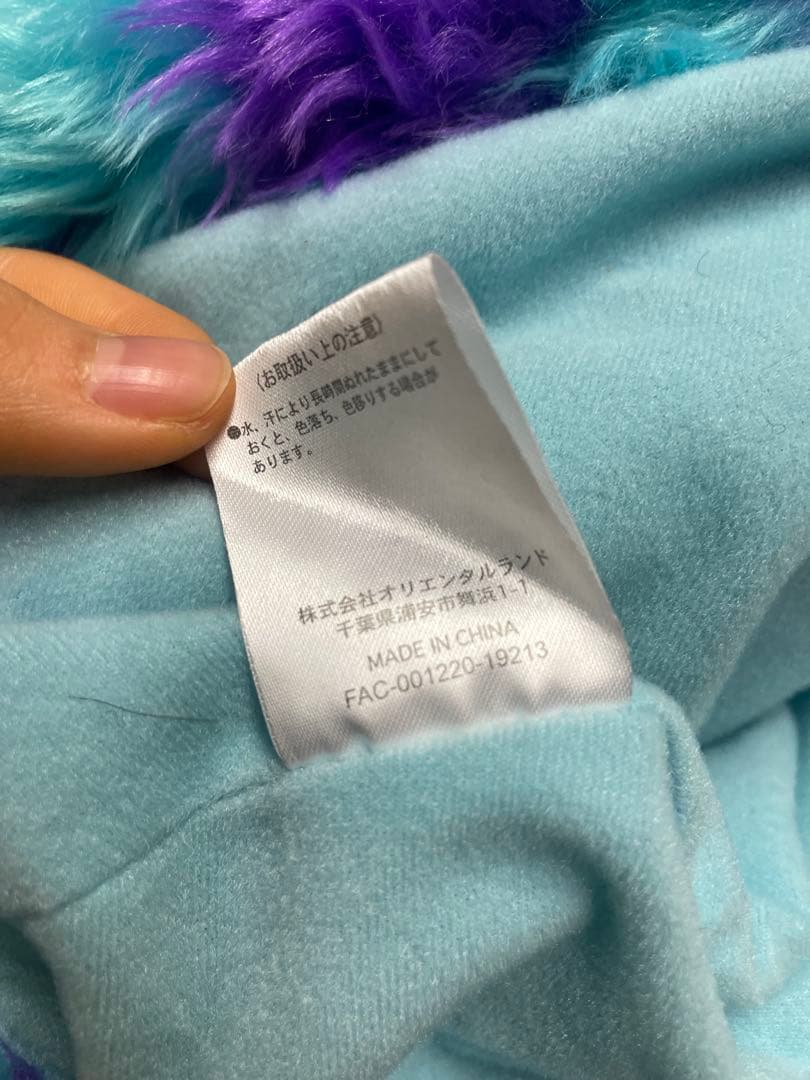 〈お取扱い上の注意〉
●水、汗により長時間ぬれたままにして
おくと、色落ち、色移りする場合が
あります。
株式会社オリエンタルランド
千葉県浦安市舞浜1-1
MADE IN CHINA
FAC-001220-19213